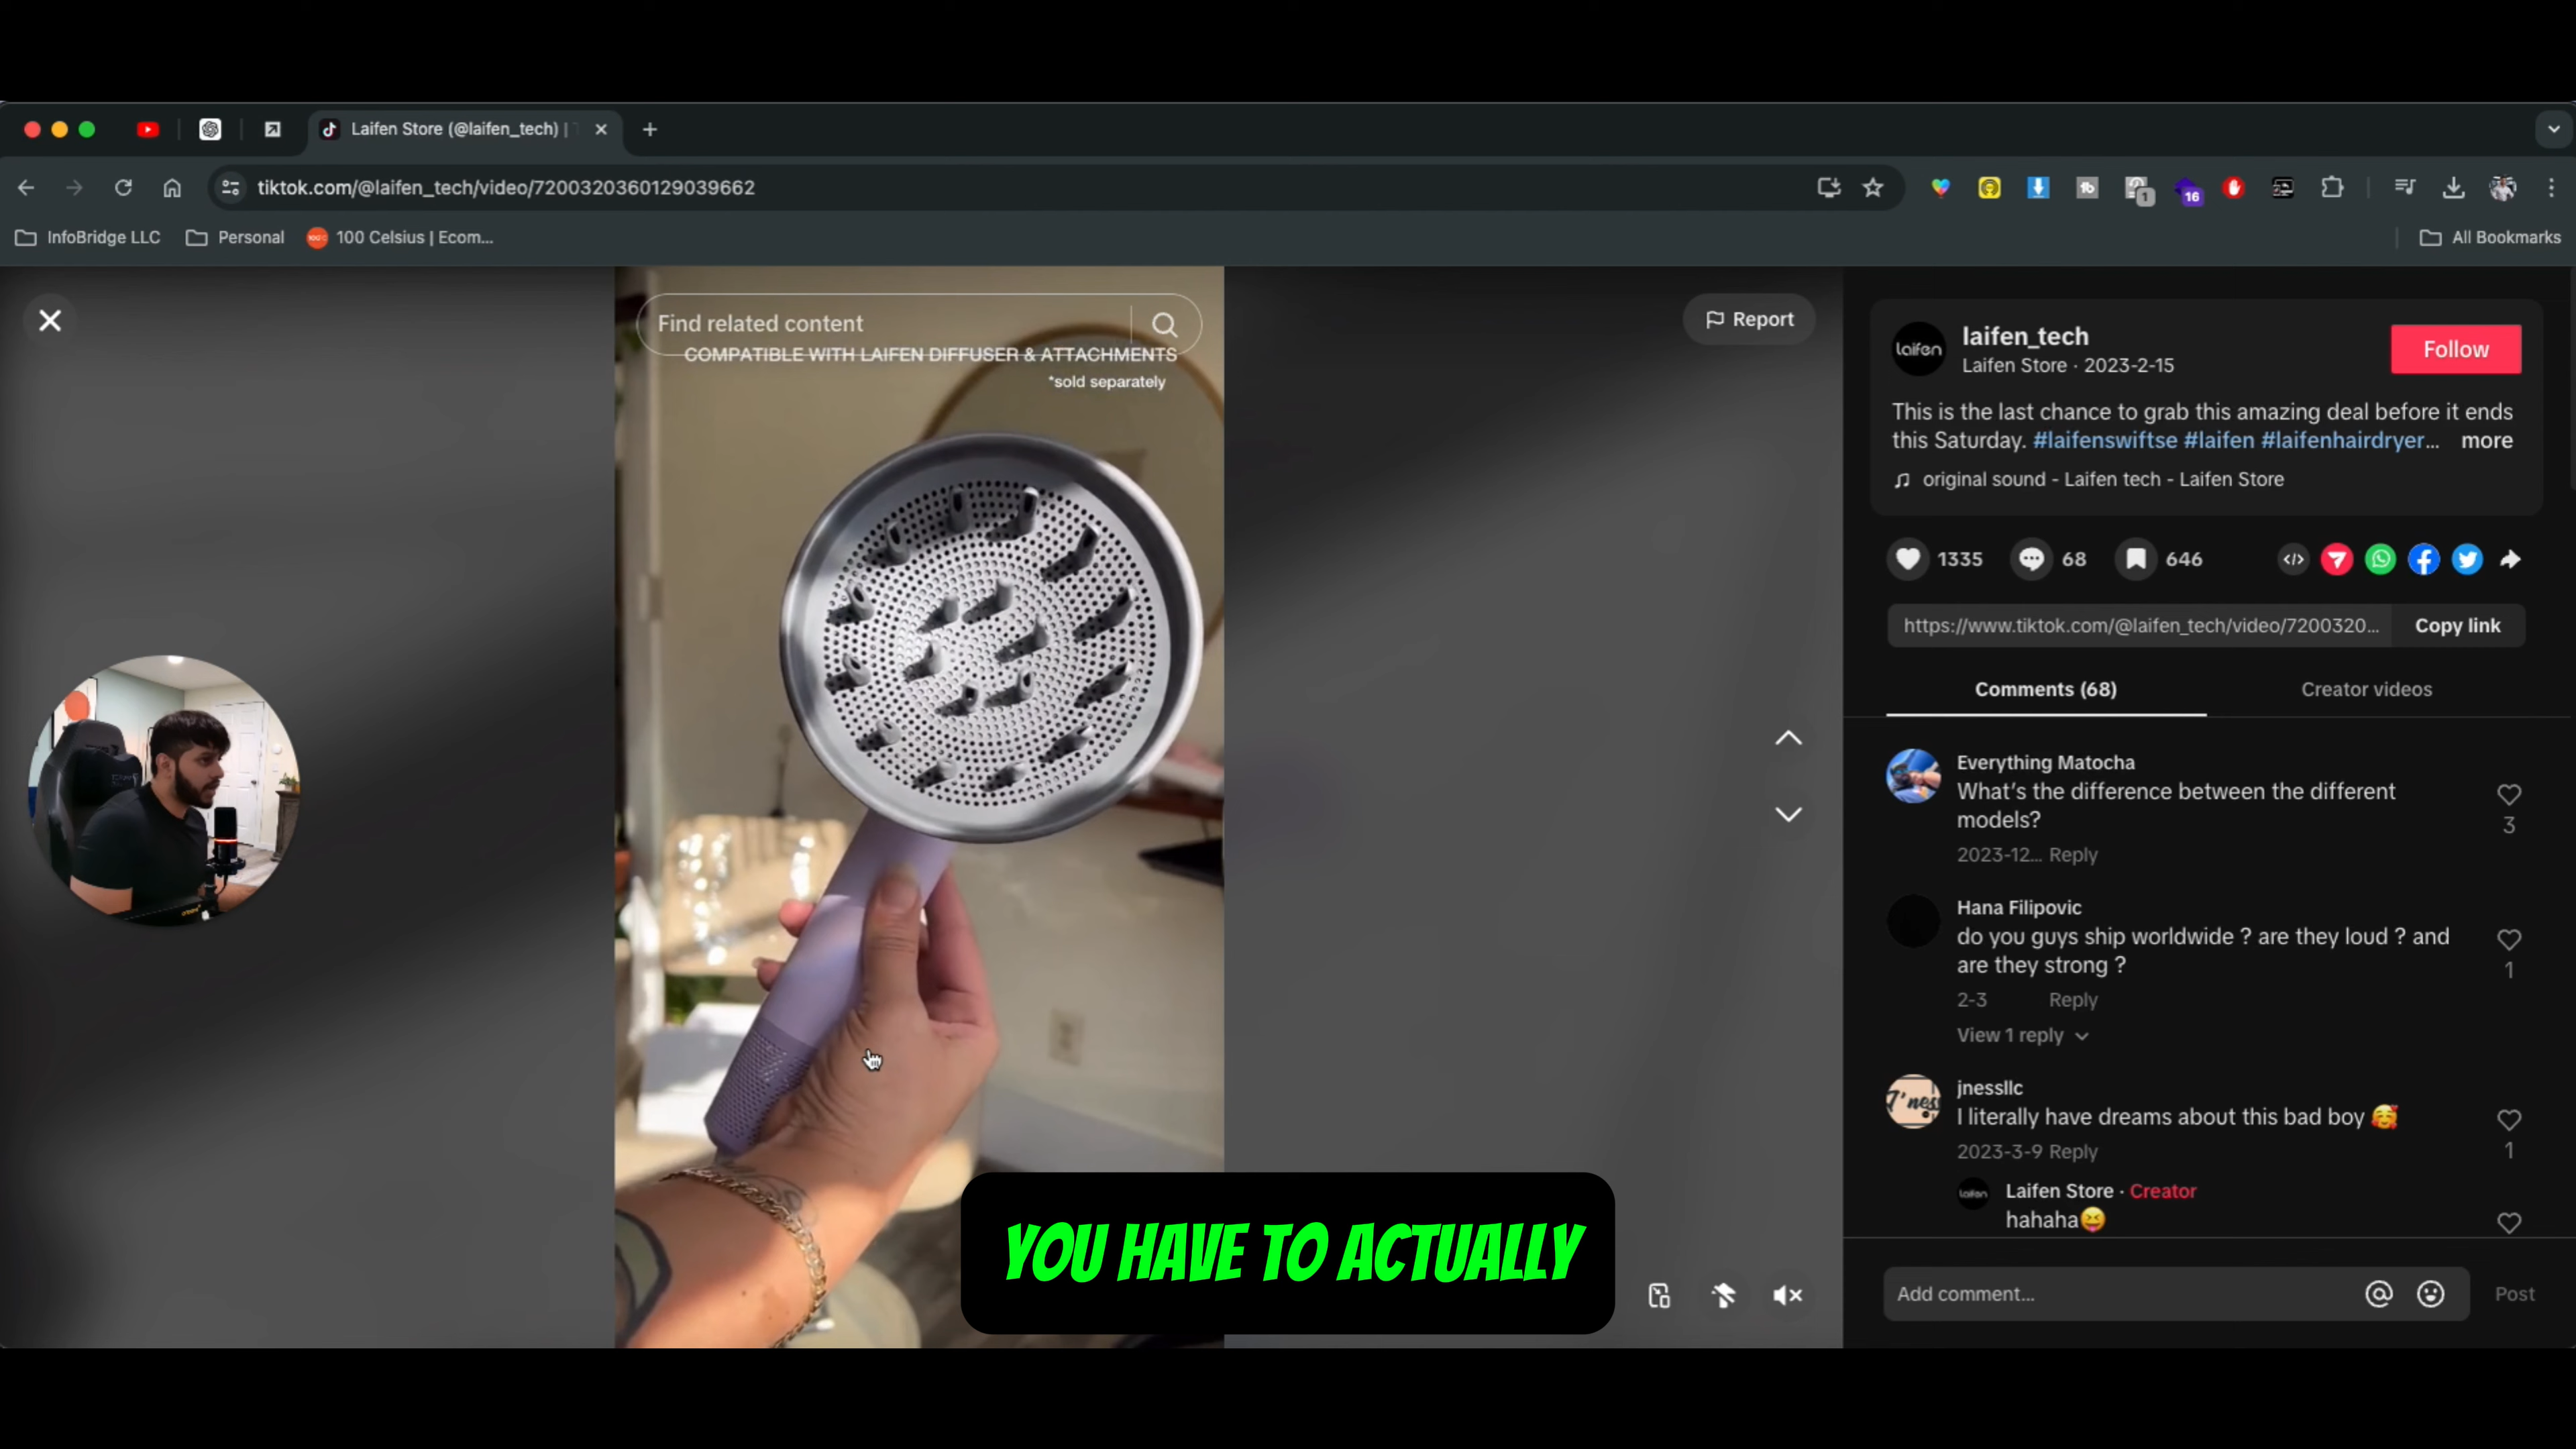 Laifen Store (@laifen_tech) |
tiktok.com/@laifen_tech/video/7200320360129039662
1
16
InfoBridge LLC
Personal
100 Celsius | Ecom...
All Bookmarks
Find related content
COMPATIBLE WITH LAIFEN DIFFUSER & ATTACHMENTS
*sold separately
Report
laifen
laifen_tech
Laifen Store · 2023-2-15
Follow
This is the last chance to grab this amazing deal before it ends
this Saturday. #laifenswiftse #laifen #laifenhairdryer... more
original sound - Laifen tech - Laifen Store
1335
68
646
https://www.tiktok.com/@laifen_tech/video/7200320...
Copy link
Comments (68)
Creator videos
Everything Matocha
What's the difference between the different
models?
3
2023-12... Reply
Hana Filipovic
do you guys ship worldwide ? are they loud ? and
are they strong ?
1
2-3 Reply
View 1 reply
jnessllc
I literally have dreams about this bad boy 🥰
1
2023-3-9 Reply
laifen
Laifen Store · Creator
hahaha😝
YOU HAVE TO ACTUALLY
Add comment...
Post